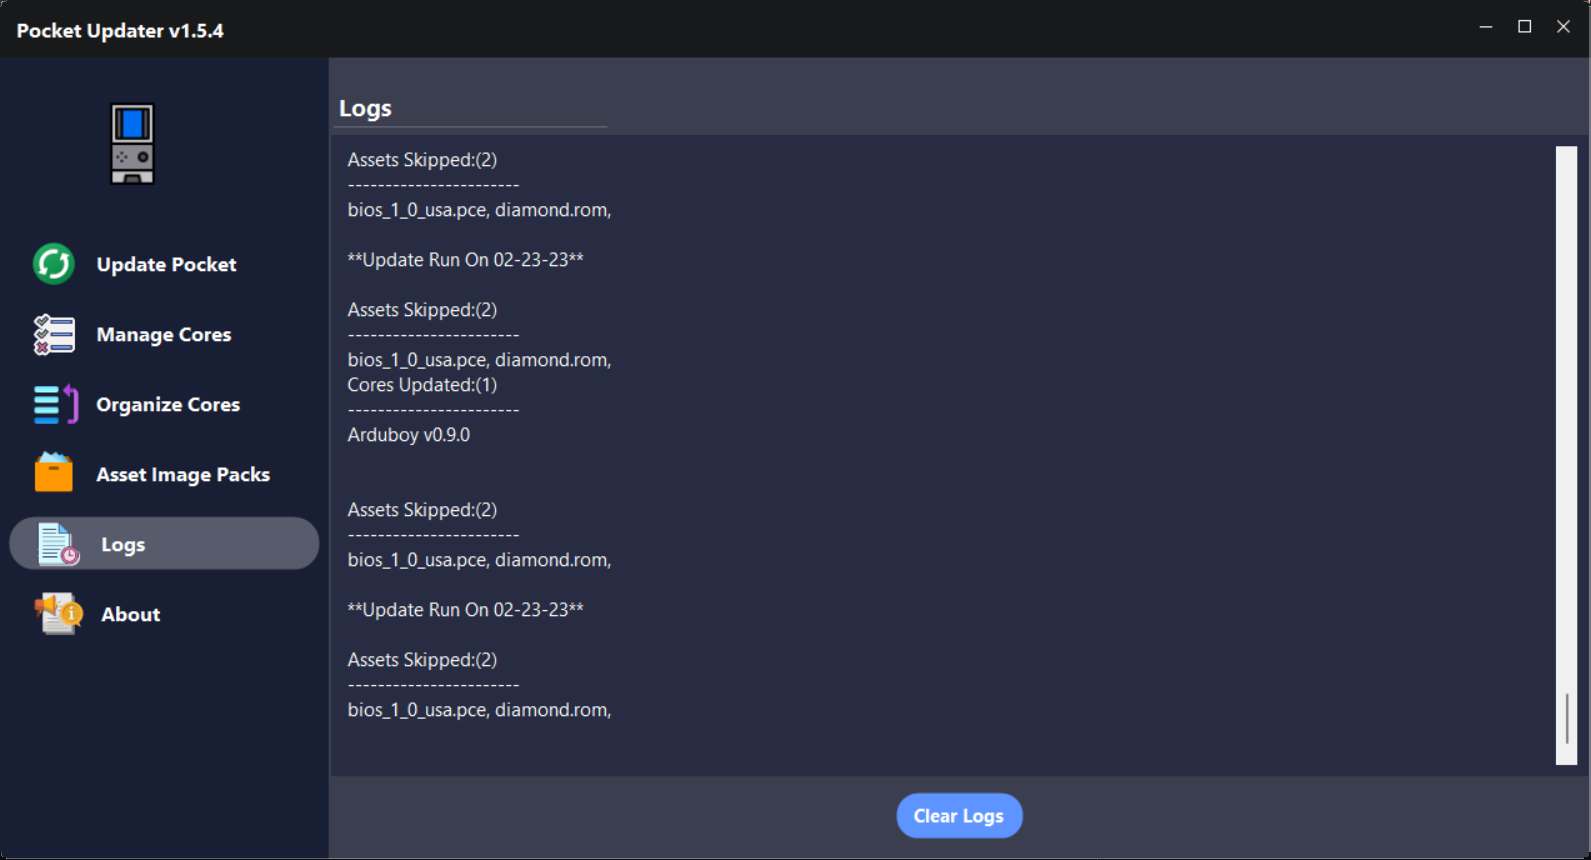 Pocket Updater v1.5.4
Update Pocket
Manage Cores
Organize Cores
Asset Image Packs
Logs
About
Logs
Assets Skipped:(2)
-----------------------
bios_1_0_usa.pce, diamond.rom,
**Update Run On 02-23-23**
Assets Skipped:(2)
-----------------------
bios_1_0_usa.pce, diamond.rom,
Cores Updated:(1)
-----------------------
Arduboy v0.9.0
Assets Skipped:(2)
-----------------------
bios_1_0_usa.pce, diamond.rom,
**Update Run On 02-23-23**
Assets Skipped:(2)
-----------------------
bios_1_0_usa.pce, diamond.rom,
Clear Logs